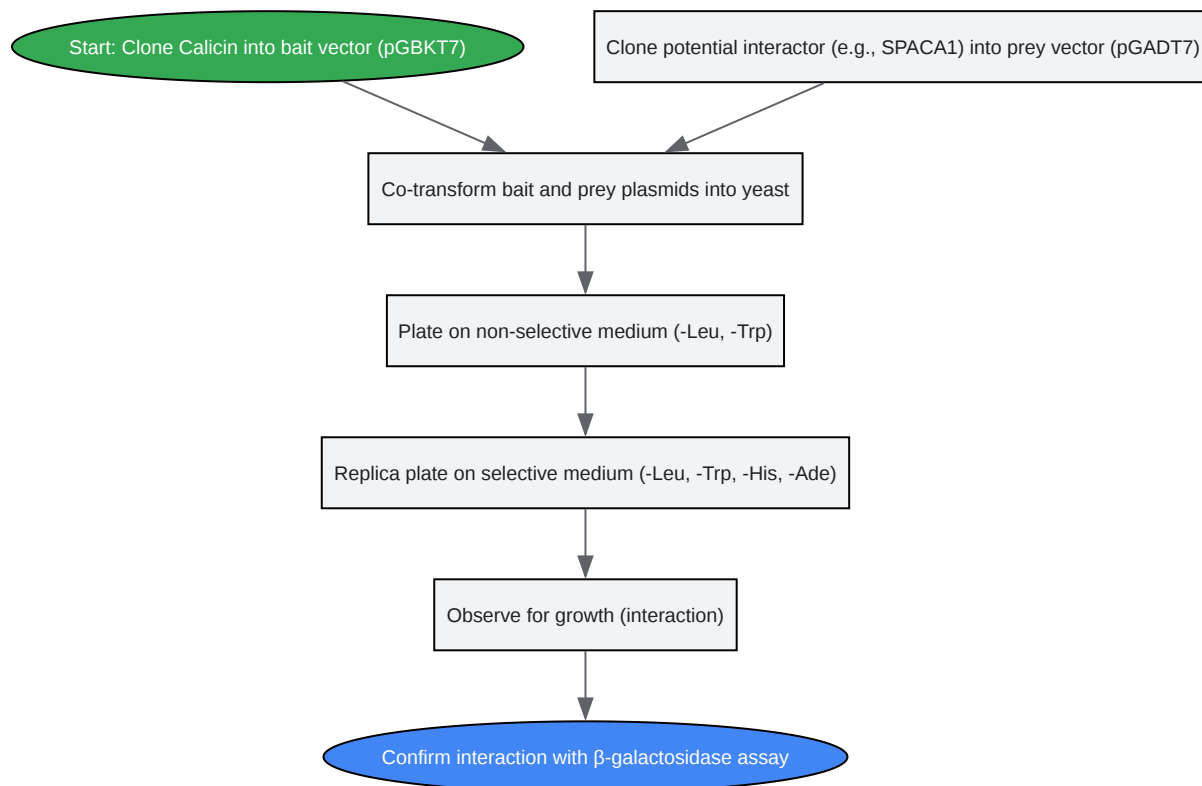 Start: Clone Calicin into bait vector (pGBKT7)
Clone potential interactor (e.g., SPACA1) into prey vector (pGADT7)
Co-transform bait and prey plasmids into yeast
Plate on non-selective medium (-Leu, -Trp)
Replica plate on selective medium (-Leu, -Trp, -His, -Ade)
Observe for growth (interaction)
Confirm interaction with β-galactosidase assay